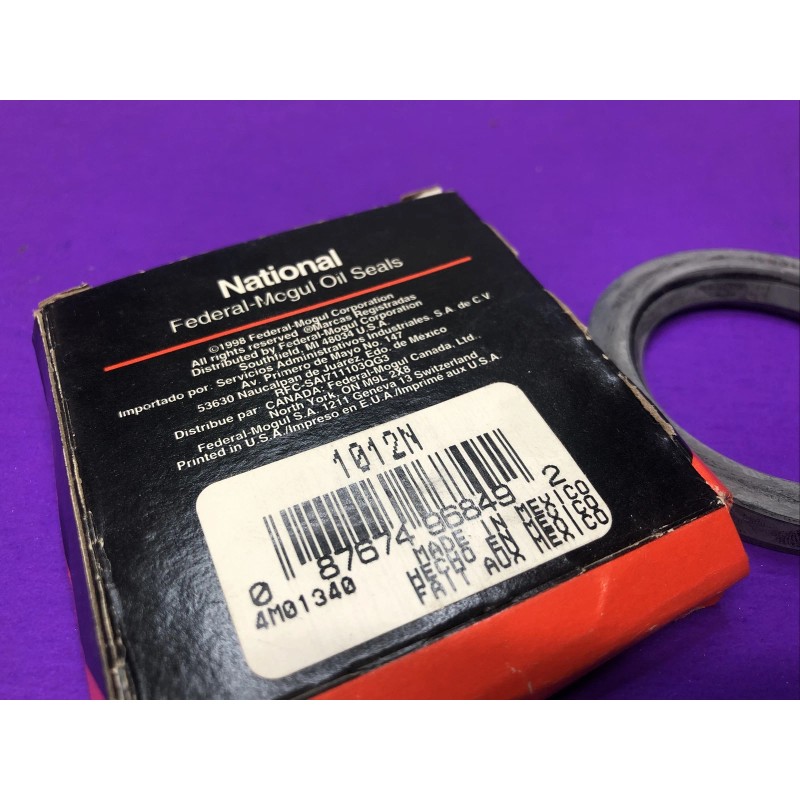 National
Federal-Mogul Oil Seals
©1998 Federal-Mogul Corporation
All rights reserved ®Marcas Registradas
Distributed by Federal-Mogul Corporation
Southfield, MI 48034 U.S.A.
Importado por: Servicios Administrativos Industriales, S.A. de C.V.
Av. Primero de Mayo No. 147
53630 Naucalpan de Juarez, Edo. de Mexico
RFC-SAI711103GG3
Distribue par CANADA: Federal-Mogul Canada, Ltd.,
North York, ON M9L 2X8
Federal-Mogul S.A. 1211 Geneva 13 Switzerland
Printed in U.S.A./Impreso en E.U.A./Imprimé aux U.S.A.
1012N
0 87674 96849 2
4M01340
MADE IN MEXICO
HECHO EN MEXICO
FAIT AUX MEXICO